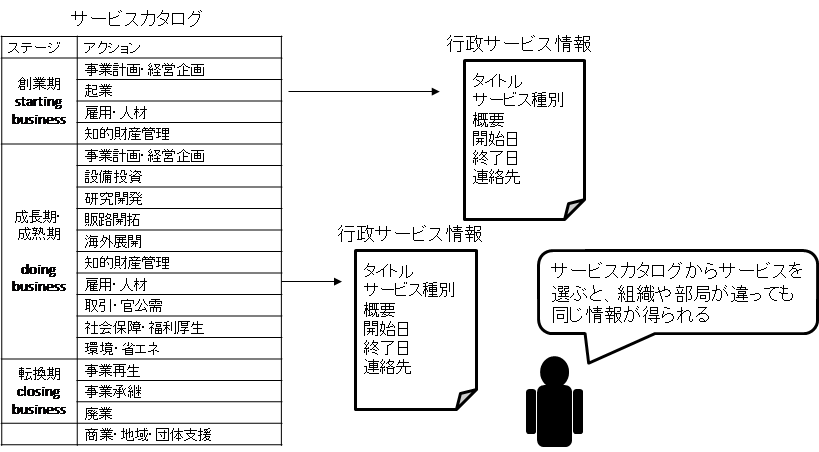 サービスカタログ
ステージ アクション
創業期
starting
business
事業計画・経営企画
起業
雇用・人材
知的財産管理
成長期・
成熟期
doing
business
事業計画・経営企画
設備投資
研究開発
販路開拓
海外展開
知的財産管理
雇用・人材
取引・官公需
社会保障・福利厚生
環境・省エネ
転換期
closing
business
事業再生
事業承継
廃業
商業・地域・団体支援
行政サービス情報
タイトル
サービス種別
概要
開始日
終了日
連絡先
行政サービス情報
タイトル
サービス種別
概要
開始日
終了日
連絡先
サービスカタログからサービスを
選ぶと、組織や部局が違っても
同じ情報が得られる